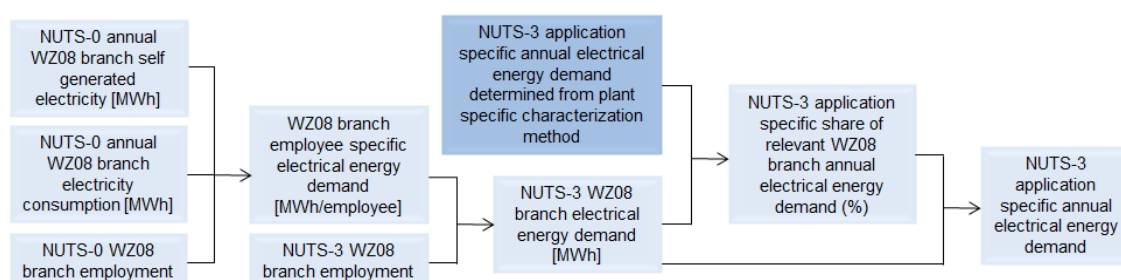 NUTS-0 annual
WZ08 branch self
generated
electricity [MWh]
NUTS-0 annual
WZ08 branch
electricity
consumption [MWh]
NUTS-0 WZ08
branch employment
WZ08 branch
employee specific
electrical energy
demand
[MWh/employee]
NUTS-3 WZ08
branch employment
NUTS-3 application
specific annual electrical
energy demand
determined from plant
specific characterization
method
NUTS-3 WZ08
branch electrical
energy demand
[MWh]
NUTS-3 application
specific share of
relevant WZ08
branch annual
electrical energy
demand (%)
NUTS-3
application
specific annual
electrical energy
demand